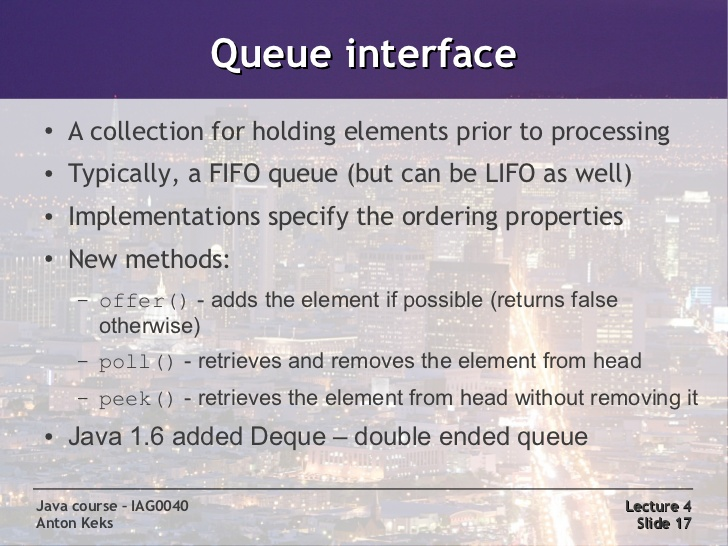 Queue interface
• A collection for holding elements prior to processing
• Typically, a FIFO queue (but can be LIFO as well)
• Implementations specify the ordering properties
• New methods:
– offer() - adds the element if possible (returns false
otherwise)
– poll() - retrieves and removes the element from head
– peek() - retrieves the element from head without removing it
• Java 1.6 added Deque – double ended queue
Java course – IAG0040
Anton Keks
Lecture 4
Slide 17